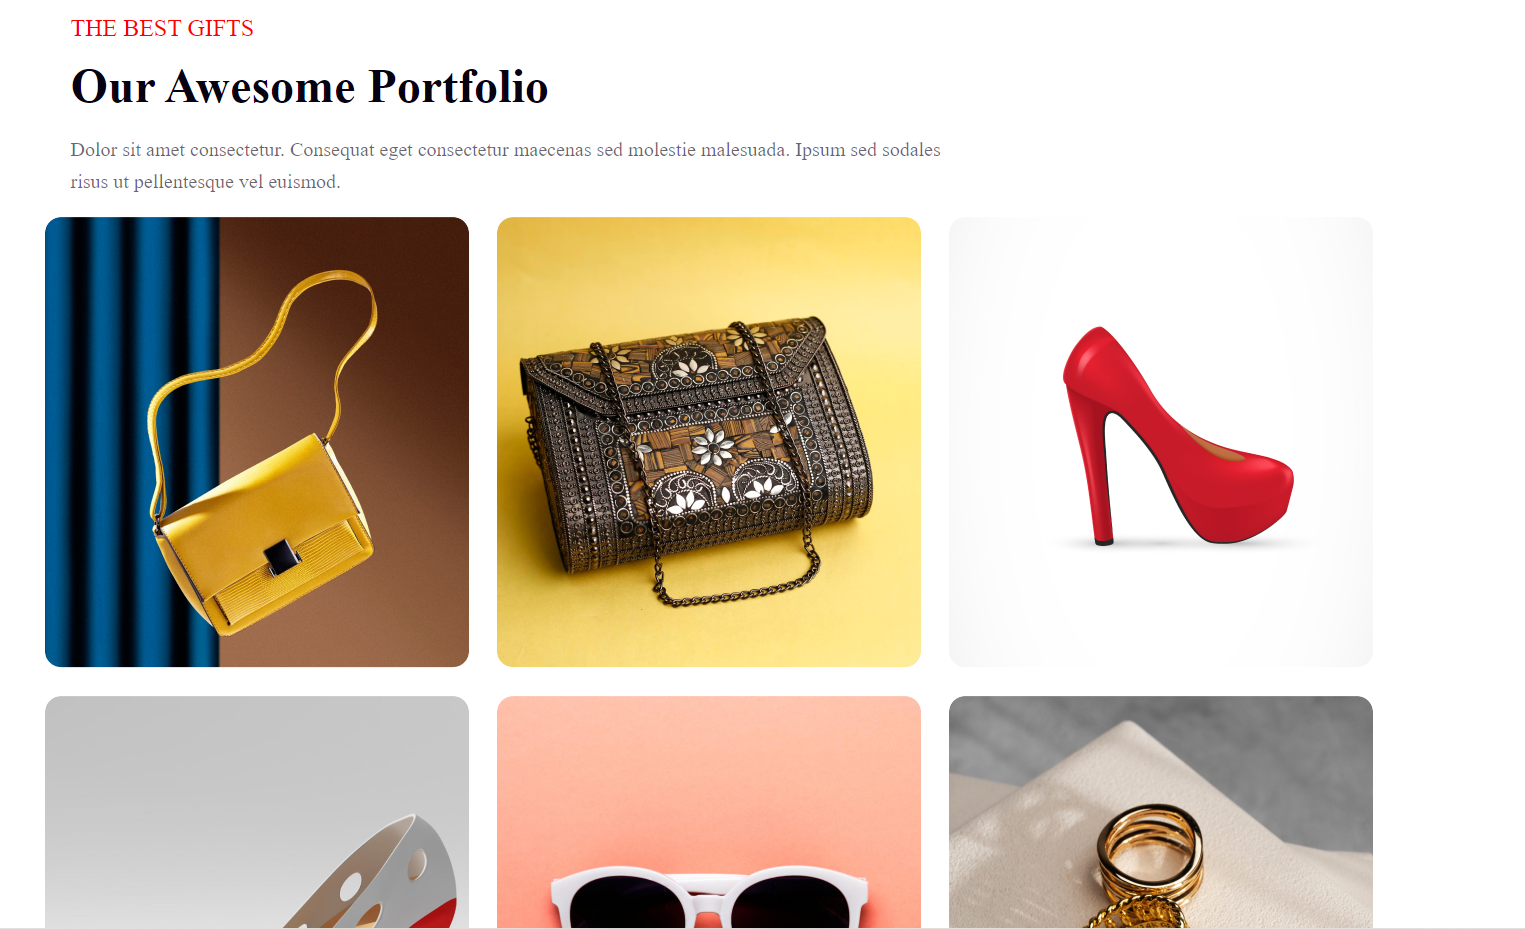 THE BEST GIFTS
Our Awesome Portfolio
Dolor sit amet consectetur. Consequat eget consectetur maecenas sed molestie malesuada. Ipsum sed sodales
risus ut pellentesque vel euismod.